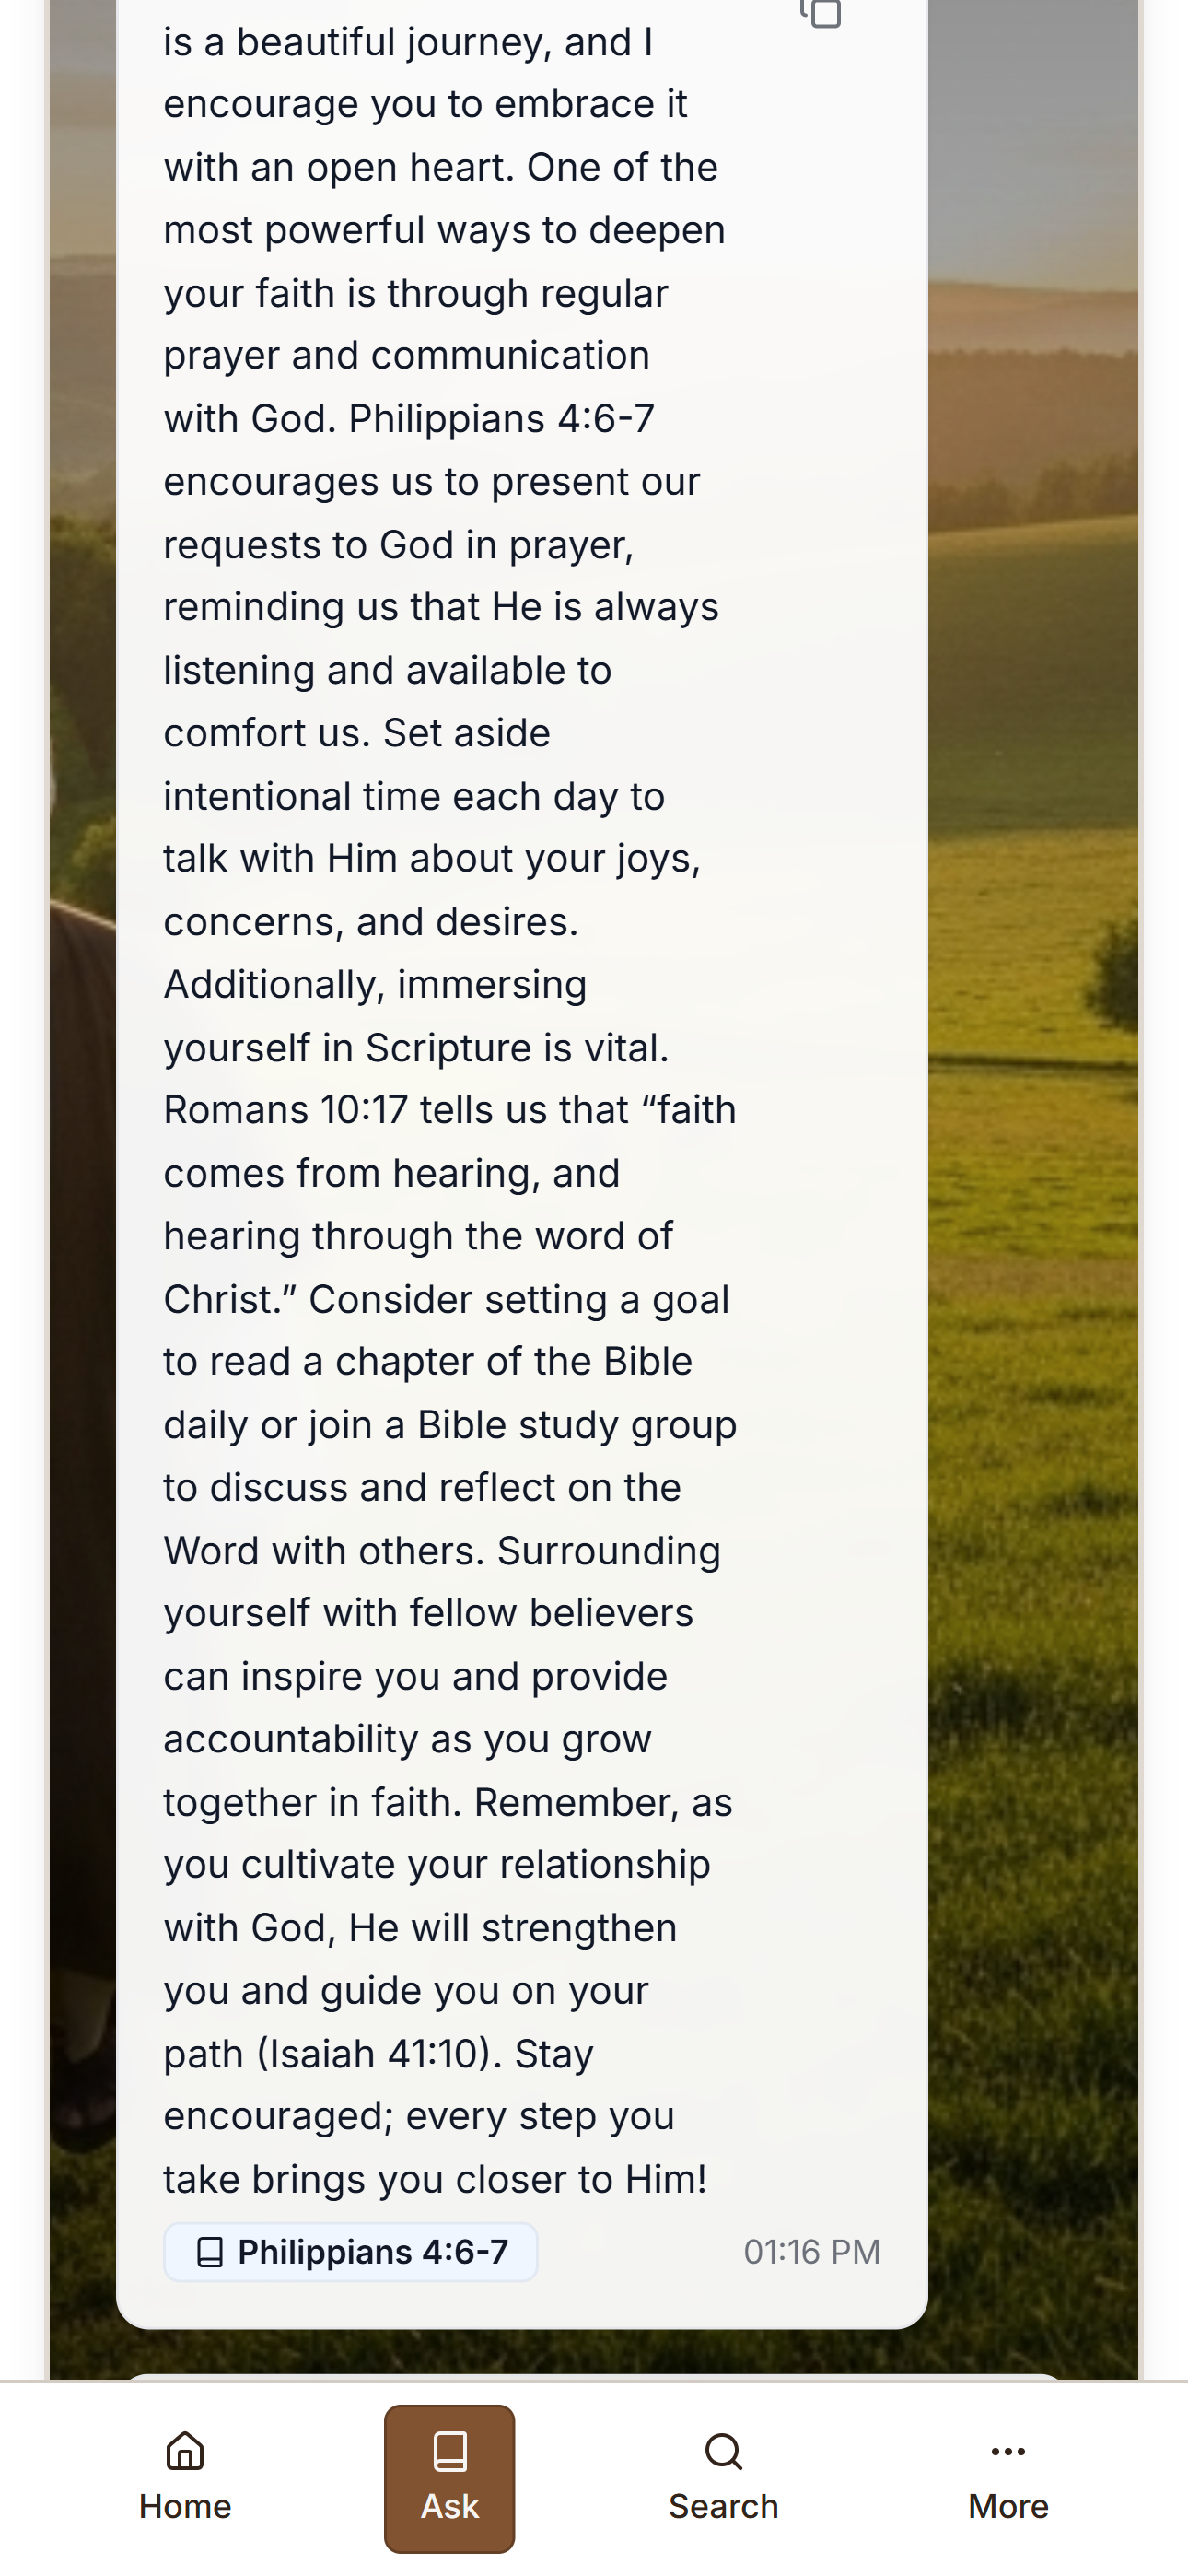 is a beautiful journey, and I
encourage you to embrace it
with an open heart. One of the
most powerful ways to deepen
your faith is through regular
prayer and communication
with God. Philippians 4:6-7
encourages us to present our
requests to God in prayer,
reminding us that He is always
listening and available to
comfort us. Set aside
intentional time each day to
talk with Him about your joys,
concerns, and desires.
Additionally, immersing
yourself in Scripture is vital.
Romans 10:17 tells us that “faith
comes from hearing, and
hearing through the word of
Christ.” Consider setting a goal
to read a chapter of the Bible
daily or join a Bible study group
to discuss and reflect on the
Word with others. Surrounding
yourself with fellow believers
can inspire you and provide
accountability as you grow
together in faith. Remember, as
you cultivate your relationship
with God, He will strengthen
you and guide you on your
path (Isaiah 41:10). Stay
encouraged; every step you
take brings you closer to Him!
Philippians 4:6-7 01:16 PM
Home Ask Search More